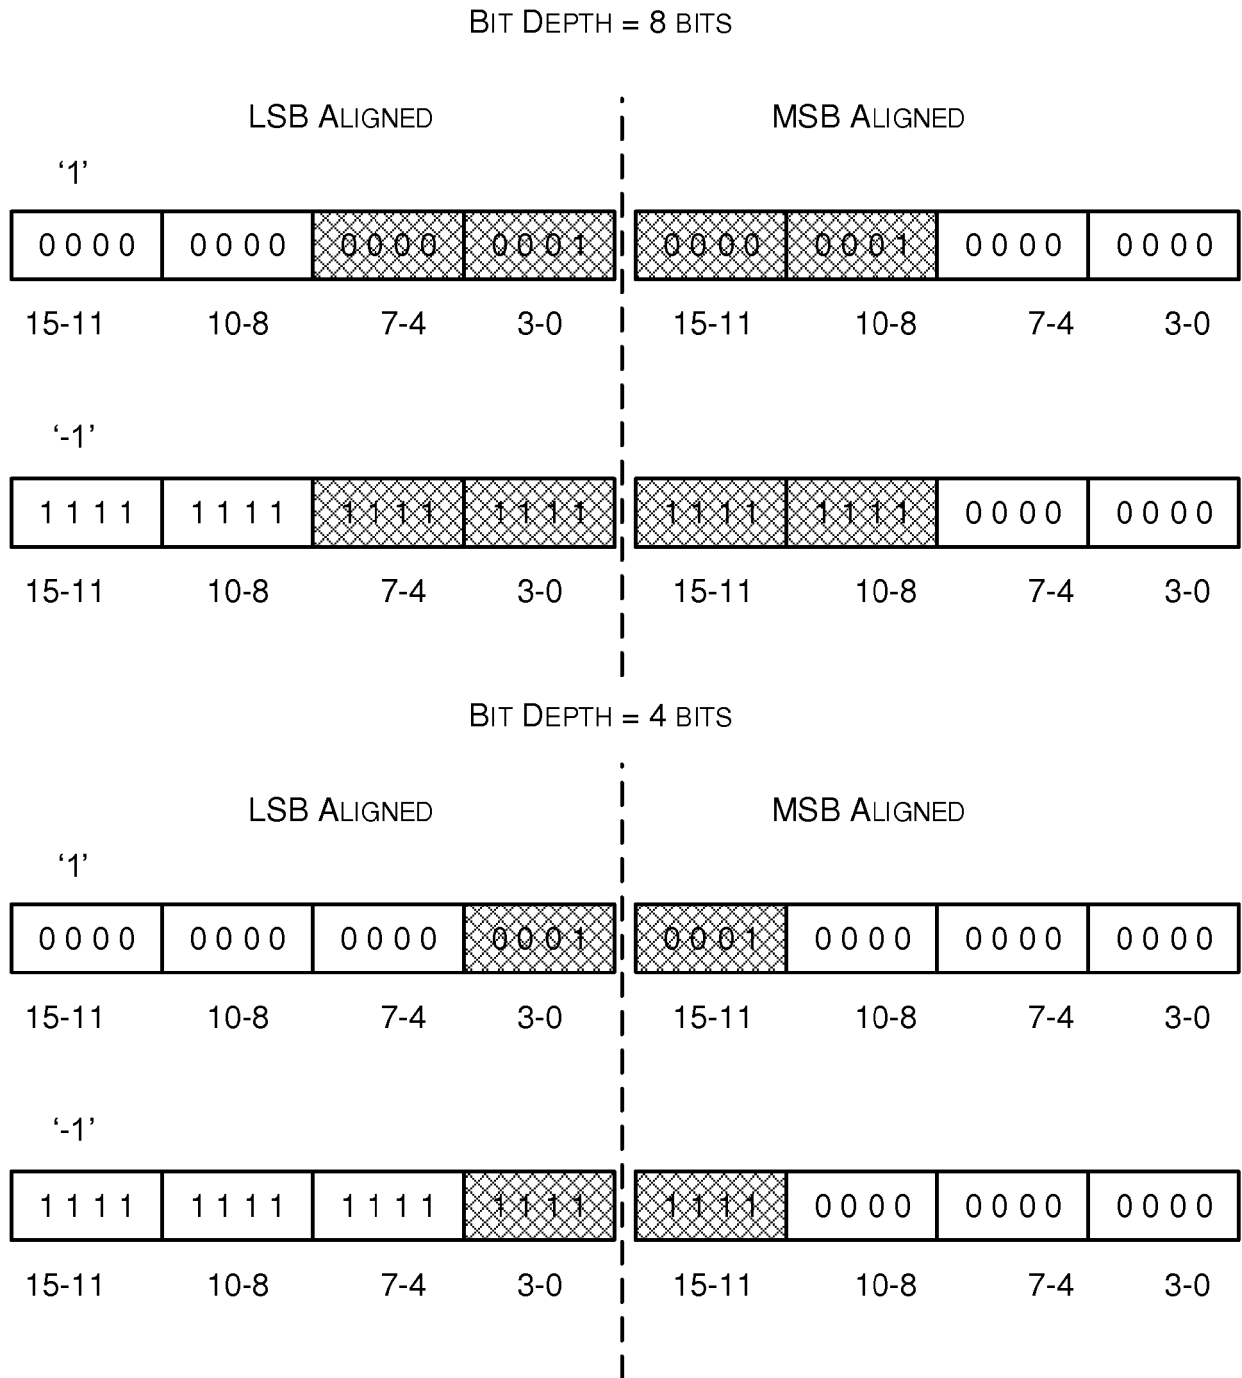 BIT DEPTH = 8 BITS
LSB ALIGNED MSB ALIGNED
‘1’
0 0 0 0 0 0 0 0 0 0 0 0 0 0 0 1 0 0 0 0 0 0 0 1 0 0 0 0 0 0 0 0
15-11 10-8 7-4 3-0 15-11 10-8 7-4 3-0
‘-1’
1 1 1 1 1 1 1 1 1 1 1 1 1 1 1 1 1 1 1 1 1 1 1 1 0 0 0 0 0 0 0 0
15-11 10-8 7-4 3-0 15-11 10-8 7-4 3-0
BIT DEPTH = 4 BITS
LSB ALIGNED MSB ALIGNED
‘1’
0 0 0 0 0 0 0 0 0 0 0 0 0 0 0 1 0 0 0 1 0 0 0 0 0 0 0 0 0 0 0 0
15-11 10-8 7-4 3-0 15-11 10-8 7-4 3-0
‘-1’
1 1 1 1 1 1 1 1 1 1 1 1 1 1 1 1 1 1 1 1 0 0 0 0 0 0 0 0 0 0 0 0
15-11 10-8 7-4 3-0 15-11 10-8 7-4 3-0